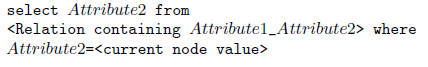 select Attribute2 from
<Relation containing Attribute1_Attribute2> where
Attribute2=<current node value>